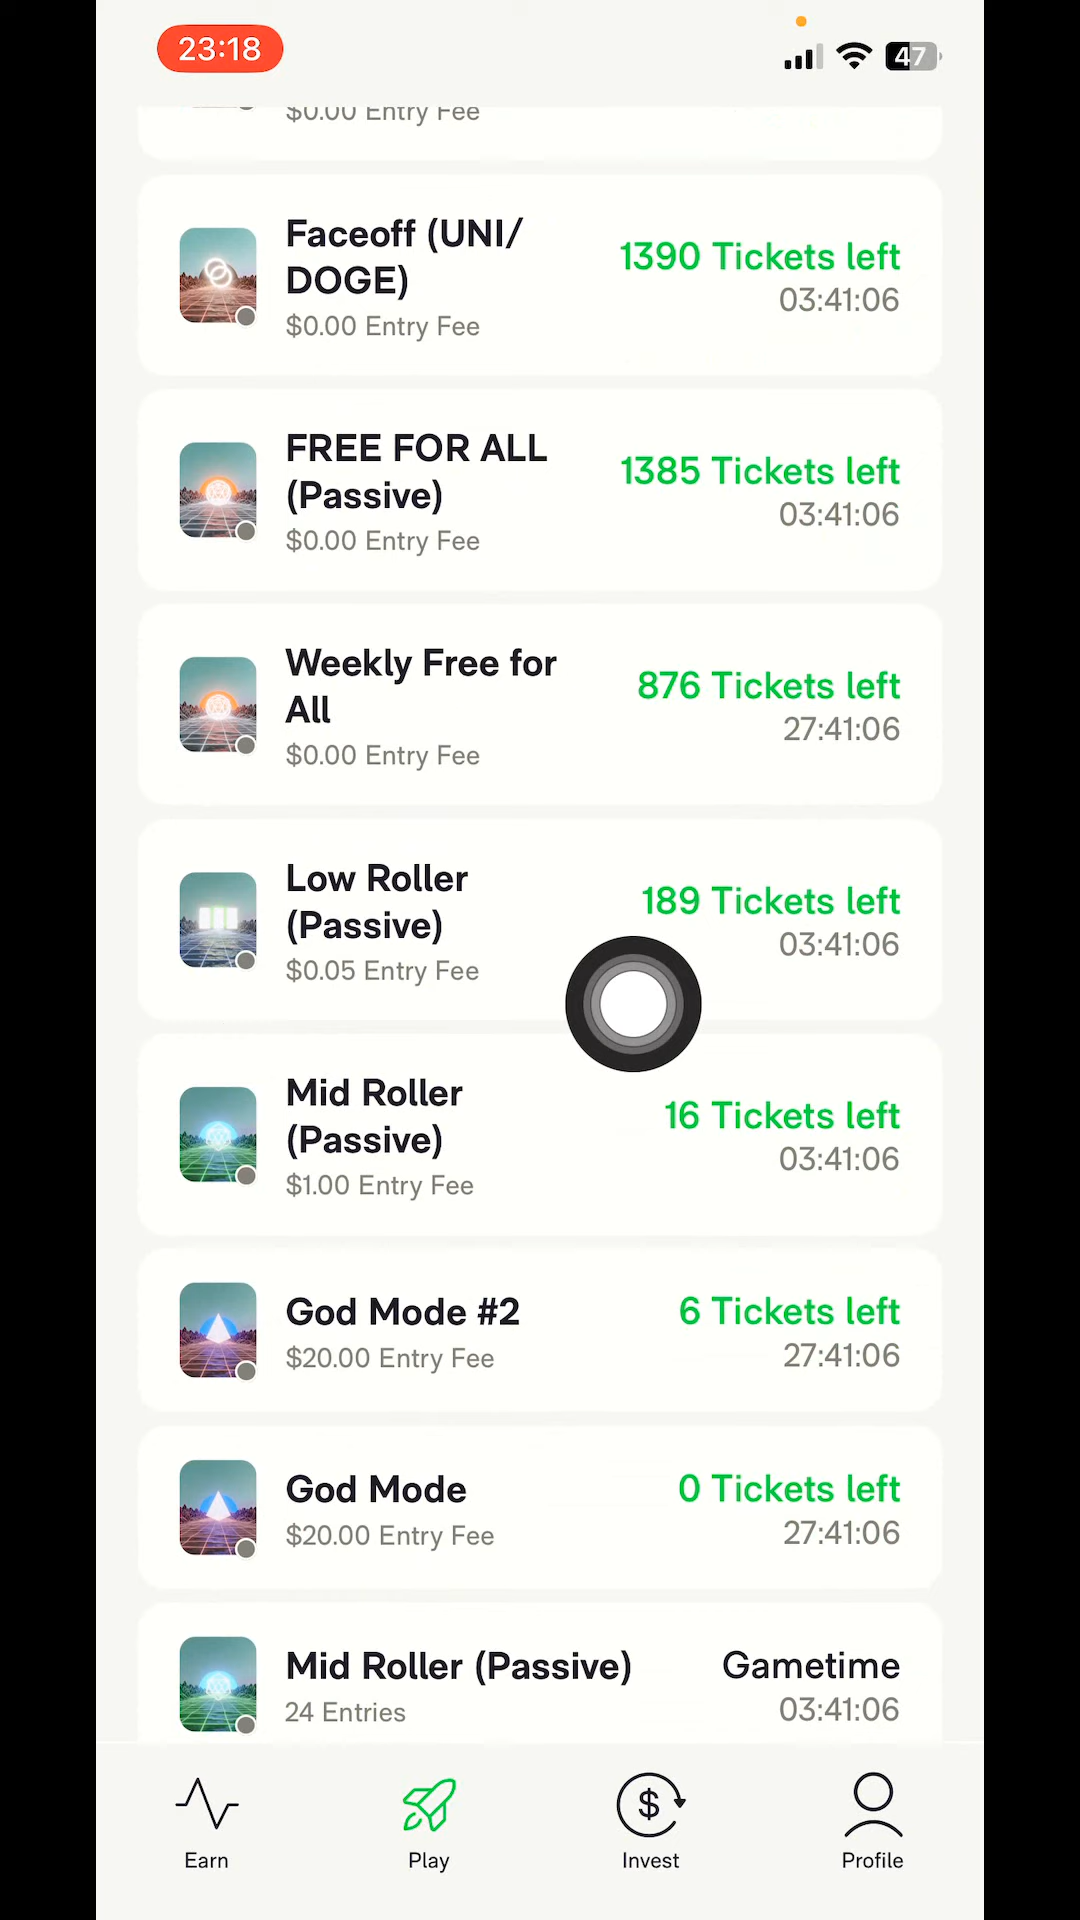 23:18
47
$0.00 Entry Fee
Faceoff (UNI/
DOGE)
$0.00 Entry Fee
1390 Tickets left
03:41:06
FREE FOR ALL
(Passive)
$0.00 Entry Fee
1385 Tickets left
03:41:06
Weekly Free for
All
$0.00 Entry Fee
876 Tickets left
27:41:06
Low Roller
(Passive)
$0.05 Entry Fee
189 Tickets left
03:41:06
Mid Roller
(Passive)
$1.00 Entry Fee
16 Tickets left
03:41:06
God Mode #2
$20.00 Entry Fee
6 Tickets left
27:41:06
God Mode
$20.00 Entry Fee
0 Tickets left
27:41:06
Mid Roller (Passive)
24 Entries
Gametime
03:41:06
$
Earn
Play
Invest
Profile